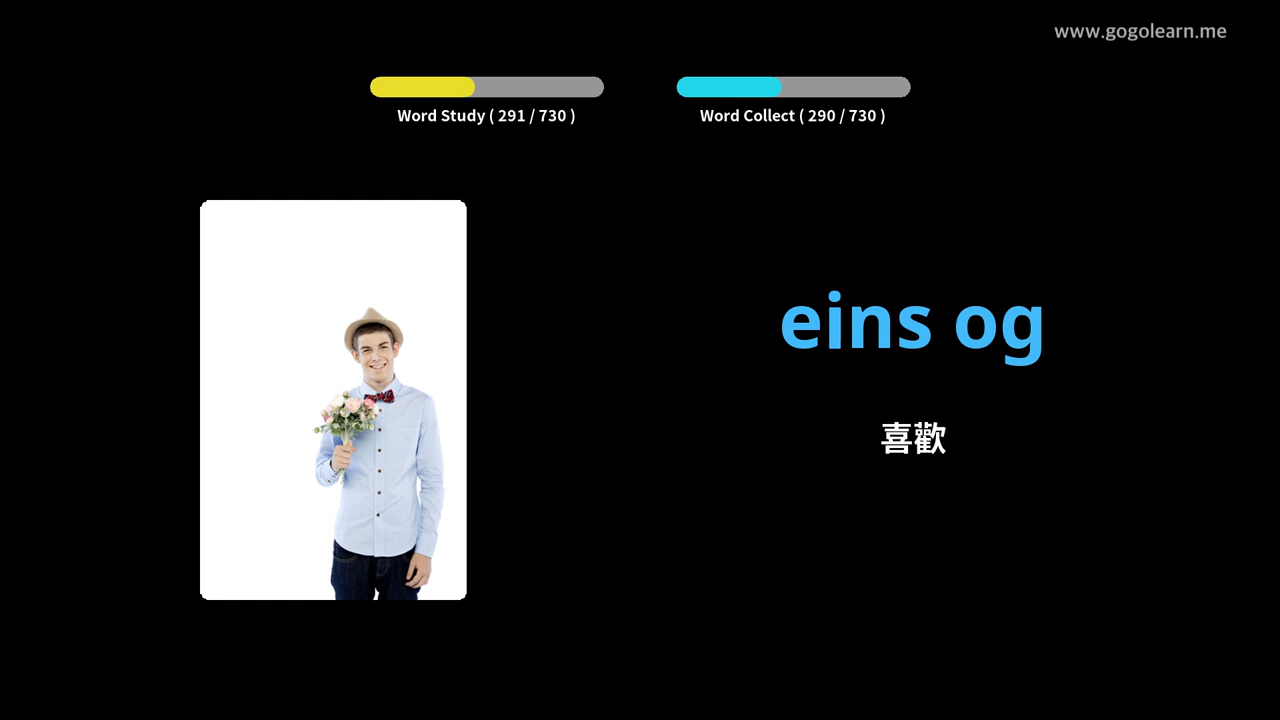 www.gogolearn.me
Word Study ( 291 / 730 )
Word Collect ( 290 / 730 )
eins og
喜歡